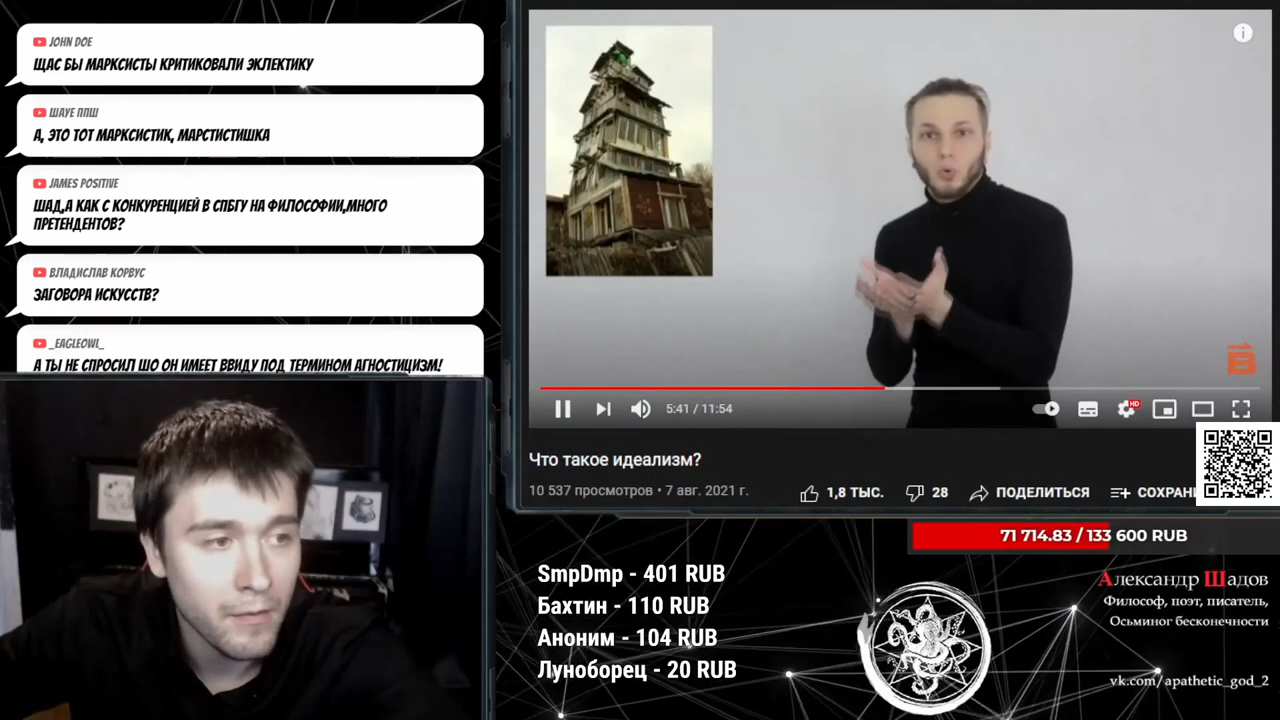 JOHN DOE
ЩАС БЫ МАРКСИСТЫ КРИТИКОВАЛИ ЭКЛЕКТИКУ
ШАУЕ ППШ
А, ЭТО ТОТ МАРКСИСТИК, МАРСТИСТИШКА
JAMES POSITIVE
ШАД,А КАК С КОНКУРЕНЦИЕЙ В СПБГУ НА ФИЛОСОФИИ,МНОГО
ПРЕТЕНДЕНТОВ?
ВЛАДИСЛАВ КОРВУС
ЗАГОВОРА ИСКУССТВ?
_EAGLEOWL_
А ТЫ НЕ СПРОСИЛ ШО ОН ИМЕЕТ ВВИДУ ПОД ТЕРМИНОМ АГНОСТИЦИЗМ!
i
В
5:41 / 11:54
HD
Что такое идеализм?
10 537 просмотров • 7 авг. 2021 г.
1,8 ТЫС.
28
ПОДЕЛИТЬСЯ
СОХРАНИ
71 714.83 / 133 600 RUB
SmpDmp - 401 RUB
Бахтин - 110 RUB
Аноним - 104 RUB
Луноборец - 20 RUB
Александр Шадов
Философ, поэт, писатель,
Осьминог бесконечности
vk.com/apathetic_god_2